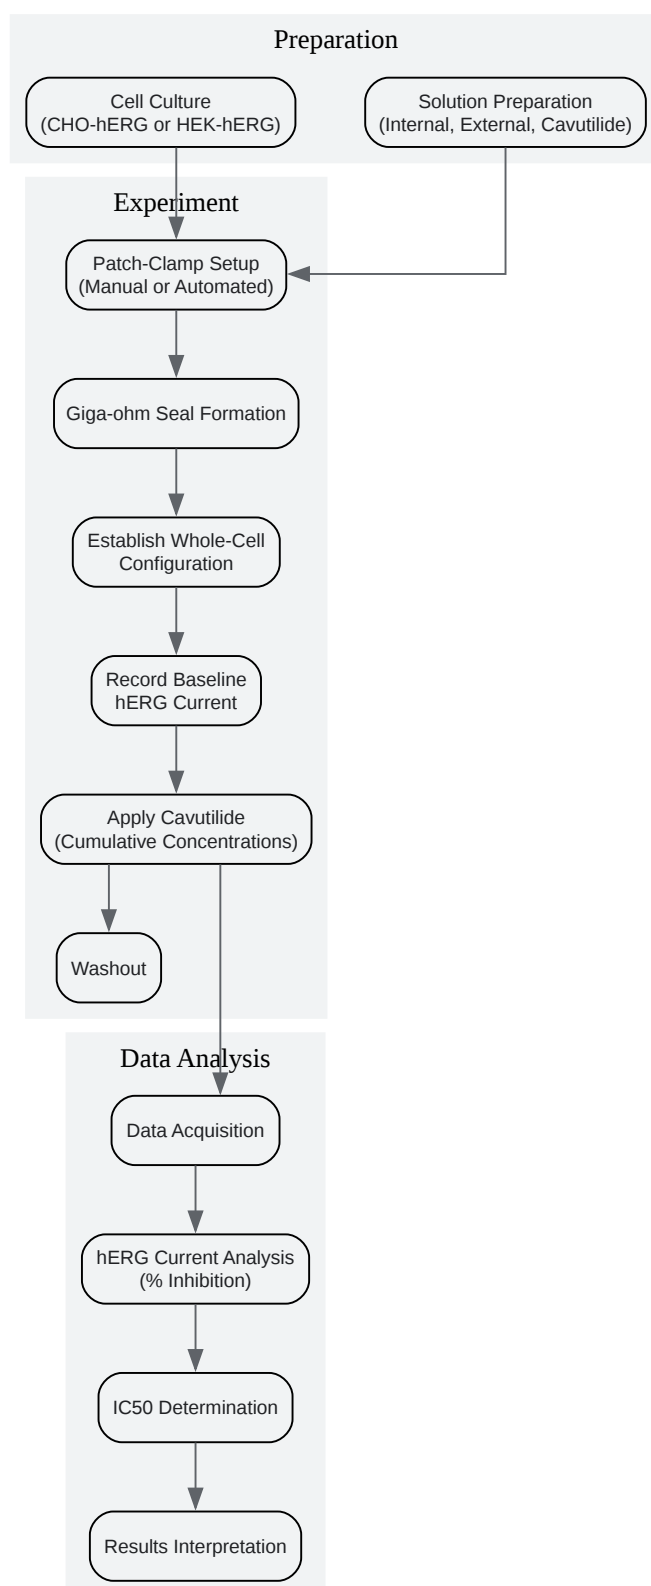 Preparation
Cell Culture
(CHO-hERG or HEK-hERG)
Solution Preparation
(Internal, External, Cavutilide)
Experiment
Patch-Clamp Setup
(Manual or Automated)
Giga-ohm Seal Formation
Establish Whole-Cell
Configuration
Record Baseline
hERG Current
Apply Cavutilide
(Cumulative Concentrations)
Washout
Data Analysis
Data Acquisition
hERG Current Analysis
(% Inhibition)
IC50 Determination
Results Interpretation